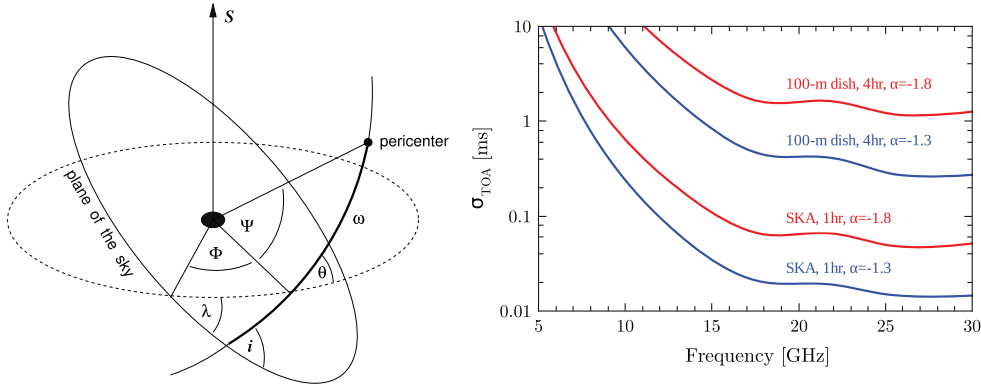 S
pericenter
plane of the sky
ω
Ψ
Φ
θ
λ
i
10
1
0.1
0.01
σTOA [ms]
100-m dish, 4hr, α=-1.8
100-m dish, 4hr, α=-1.3
SKA, 1hr, α=-1.8
SKA, 1hr, α=-1.3
5 10 15 20 25 30
Frequency [GHz]